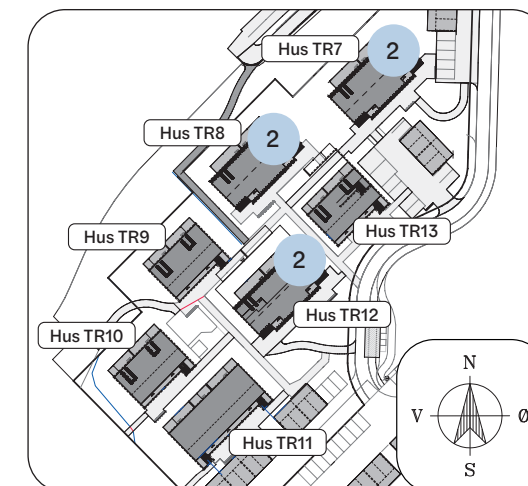 Hus TR7
2
Hus TR8
2
Hus TR9
Hus TR13
2
Hus TR12
Hus TR10
Hus TR11
N
V
Ø
S